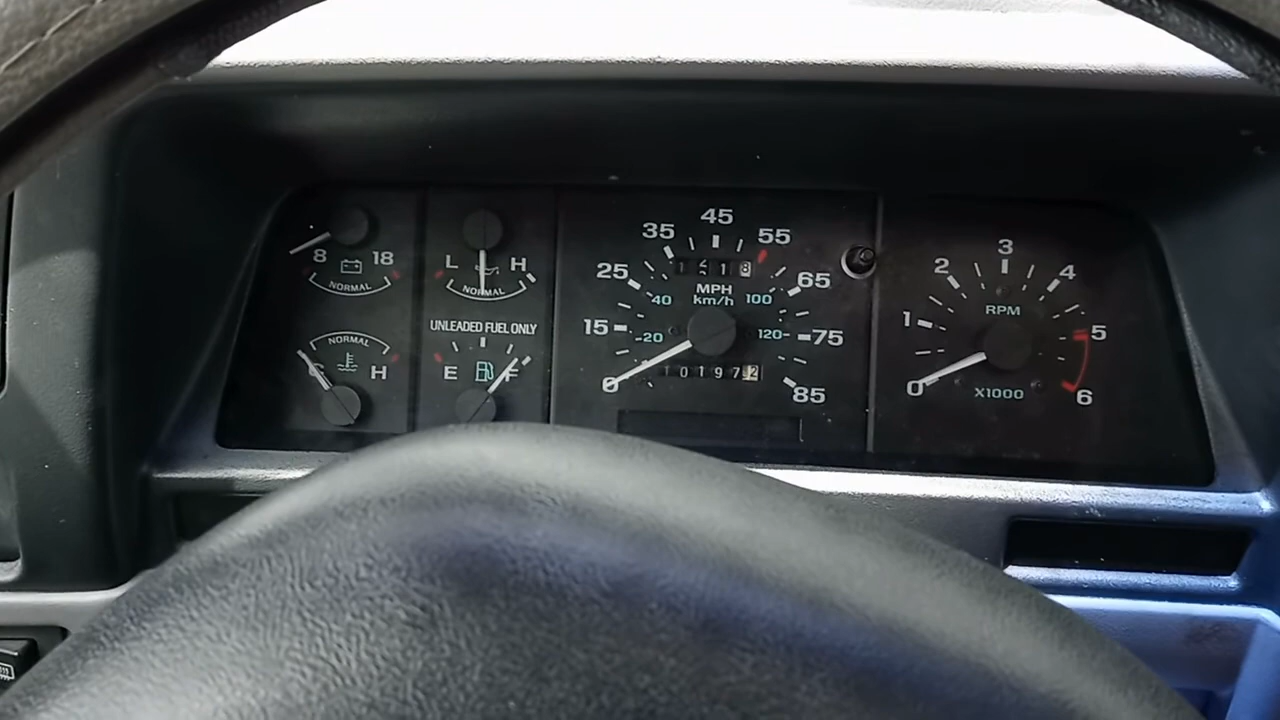 8 18
NORMAL
L H
NORMAL
NORMAL
C H
UNLEADED FUEL ONLY
E F
45
35 55
25 65
15 75
0 85
MPH
km/h
40 100
20 120
10197
3
2 4
1 5
0 6
RPM
X1000